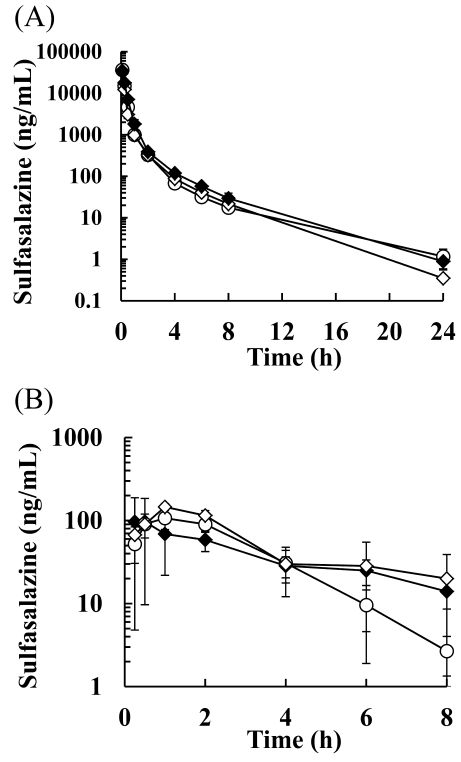 (A)
Sulfasalazine (ng/mL)
100000
10000
1000
100
10
1
0.1
0 4 8 12 16 20 24
Time (h)
(B)
Sulfasalazine (ng/mL)
1000
100
10
1
0 2 4 6 8
Time (h)